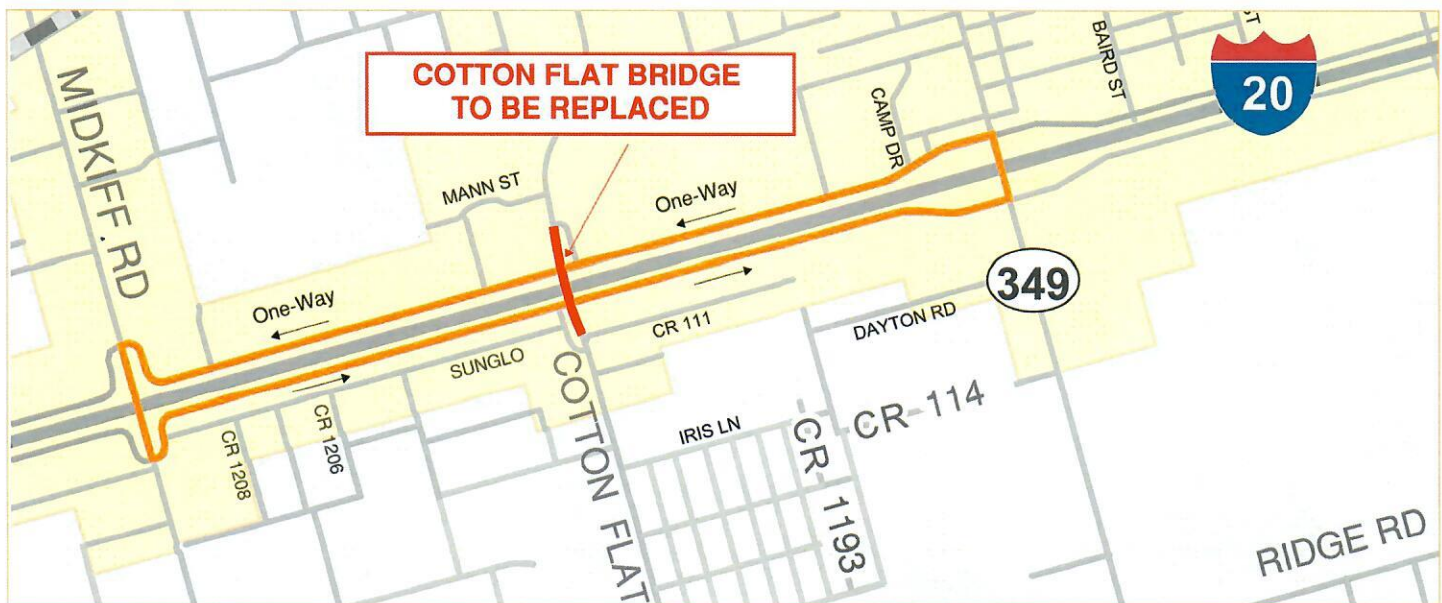 COTTON FLAT BRIDGE
TO BE REPLACED
MIDKIFF.RD
MANN ST
One-Way
CAMP DR
BAIRD ST
ST
20
One-Way
349
SUNGLO
CR 111
DAYTON RD
CR 1208
CR 1206
COTTON FLAT
IRIS LN
CR 114
CR 1193
RIDGE RD